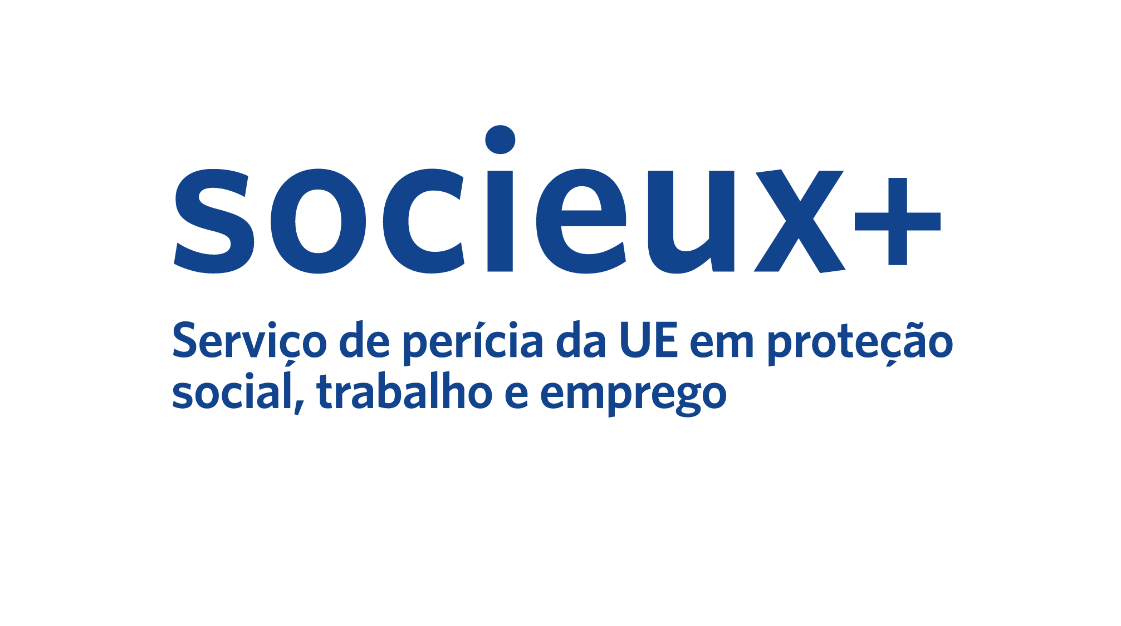 socieux+
Serviço de perícia da UE em proteção
social, trabalho e emprego